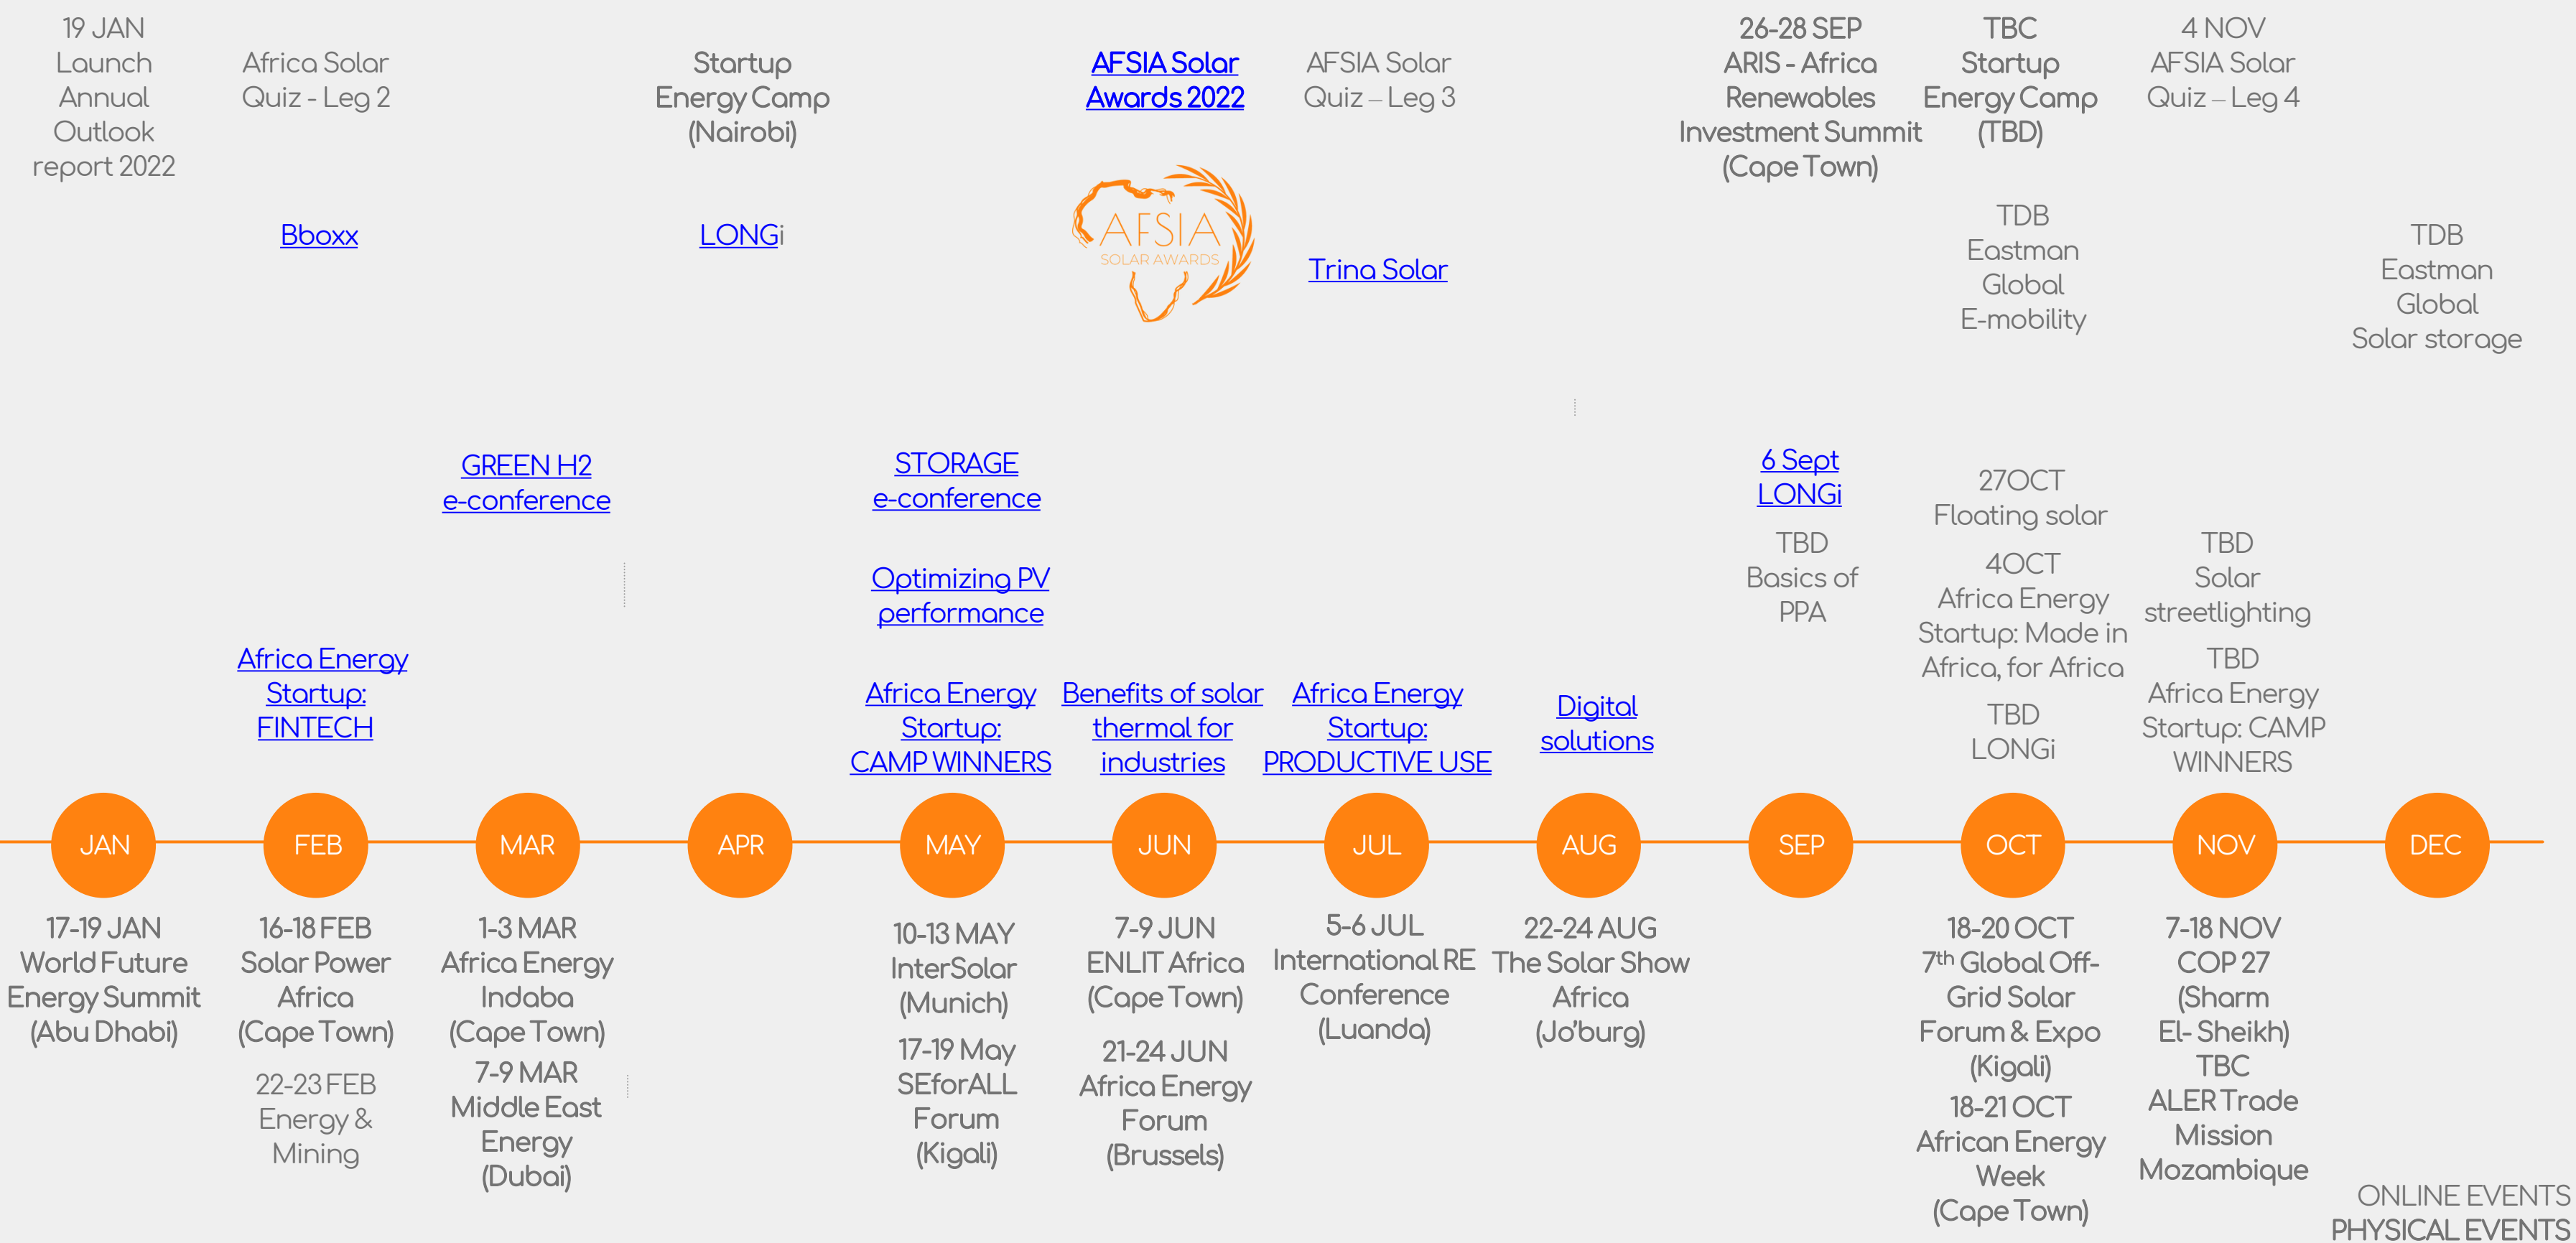 19 JAN
Launch
Annual
Outlook
report 2022
Africa Solar
Quiz - Leg 2
Bboxx
Startup
Energy Camp
(Nairobi)
LONGi
AFSIA Solar
Awards 2022
AFSIA
SOLAR AWARDS
AFSIA Solar
Quiz – Leg 3
Trina Solar
26-28 SEP
ARIS - Africa
Renewables
Investment Summit
(Cape Town)
TBC
Startup
Energy Camp
(TBD)
TDB
Eastman
Global
E-mobility
4 NOV
AFSIA Solar
Quiz – Leg 4
TDB
Eastman
Global
Solar storage
Africa Energy
Startup:
FINTECH
GREEN H2
e-conference
STORAGE
e-conference
Optimizing PV
performance
Africa Energy
Startup:
CAMP WINNERS
Benefits of solar
thermal for
industries
Africa Energy
Startup:
PRODUCTIVE USE
Digital
solutions
6 Sept
LONGi
TBD
Basics of
PPA
27OCT
Floating solar
4OCT
Africa Energy
Startup: Made in
Africa, for Africa
TBD
LONGi
TBD
Solar
streetlighting
TBD
Africa Energy
Startup: CAMP
WINNERS
JAN
FEB
MAR
APR
MAY
JUN
JUL
AUG
SEP
OCT
NOV
DEC
17-19 JAN
World Future
Energy Summit
(Abu Dhabi)
16-18 FEB
Solar Power
Africa
(Cape Town)
22-23 FEB
Energy &
Mining
1-3 MAR
Africa Energy
Indaba
(Cape Town)
7-9 MAR
Middle East
Energy
(Dubai)
10-13 MAY
InterSolar
(Munich)
17-19 May
SEforALL
Forum
(Kigali)
7-9 JUN
ENLIT Africa
(Cape Town)
21-24 JUN
Africa Energy
Forum
(Brussels)
5-6 JUL
International RE
Conference
(Luanda)
22-24 AUG
The Solar Show
Africa
(Jo’burg)
18-20 OCT
7th Global Off-
Grid Solar
Forum & Expo
(Kigali)
18-21 OCT
African Energy
Week
(Cape Town)
7-18 NOV
COP 27
(Sharm
El- Sheikh)
TBC
ALER Trade
Mission
Mozambique
ONLINE EVENTS
PHYSICAL EVENTS